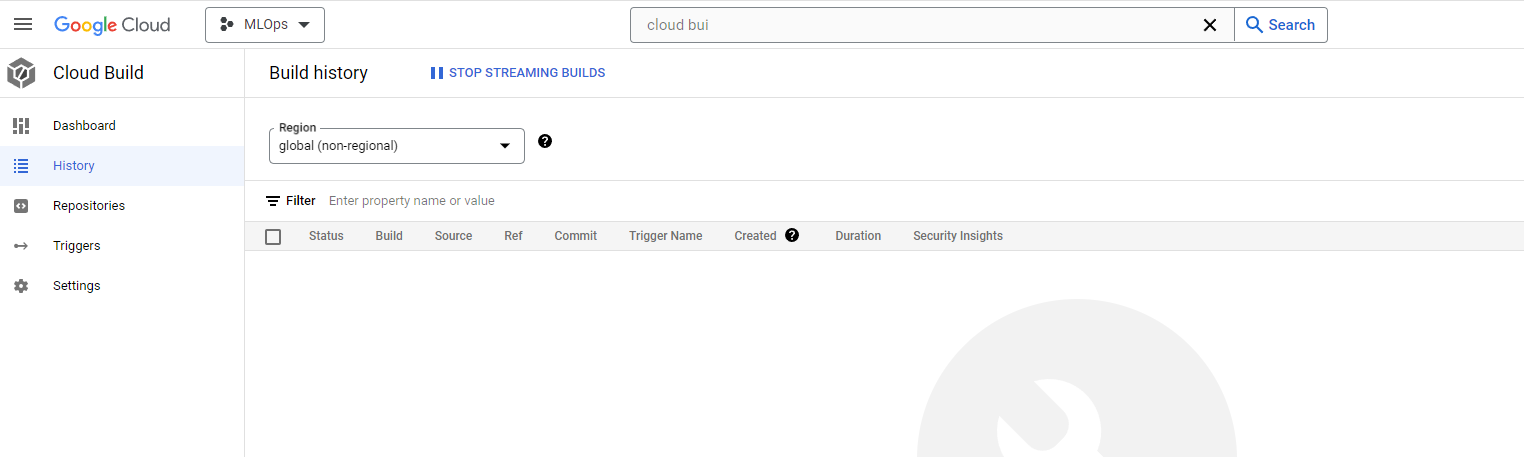 Google Cloud MLOps cloud bui Search
Cloud Build
Build history STOP STREAMING BUILDS
Dashboard
History
Repositories
Triggers
Settings
Region
global (non-regional) ?
Filter Enter property name or value
Status Build Source Ref Commit Trigger Name Created ? Duration Security Insights